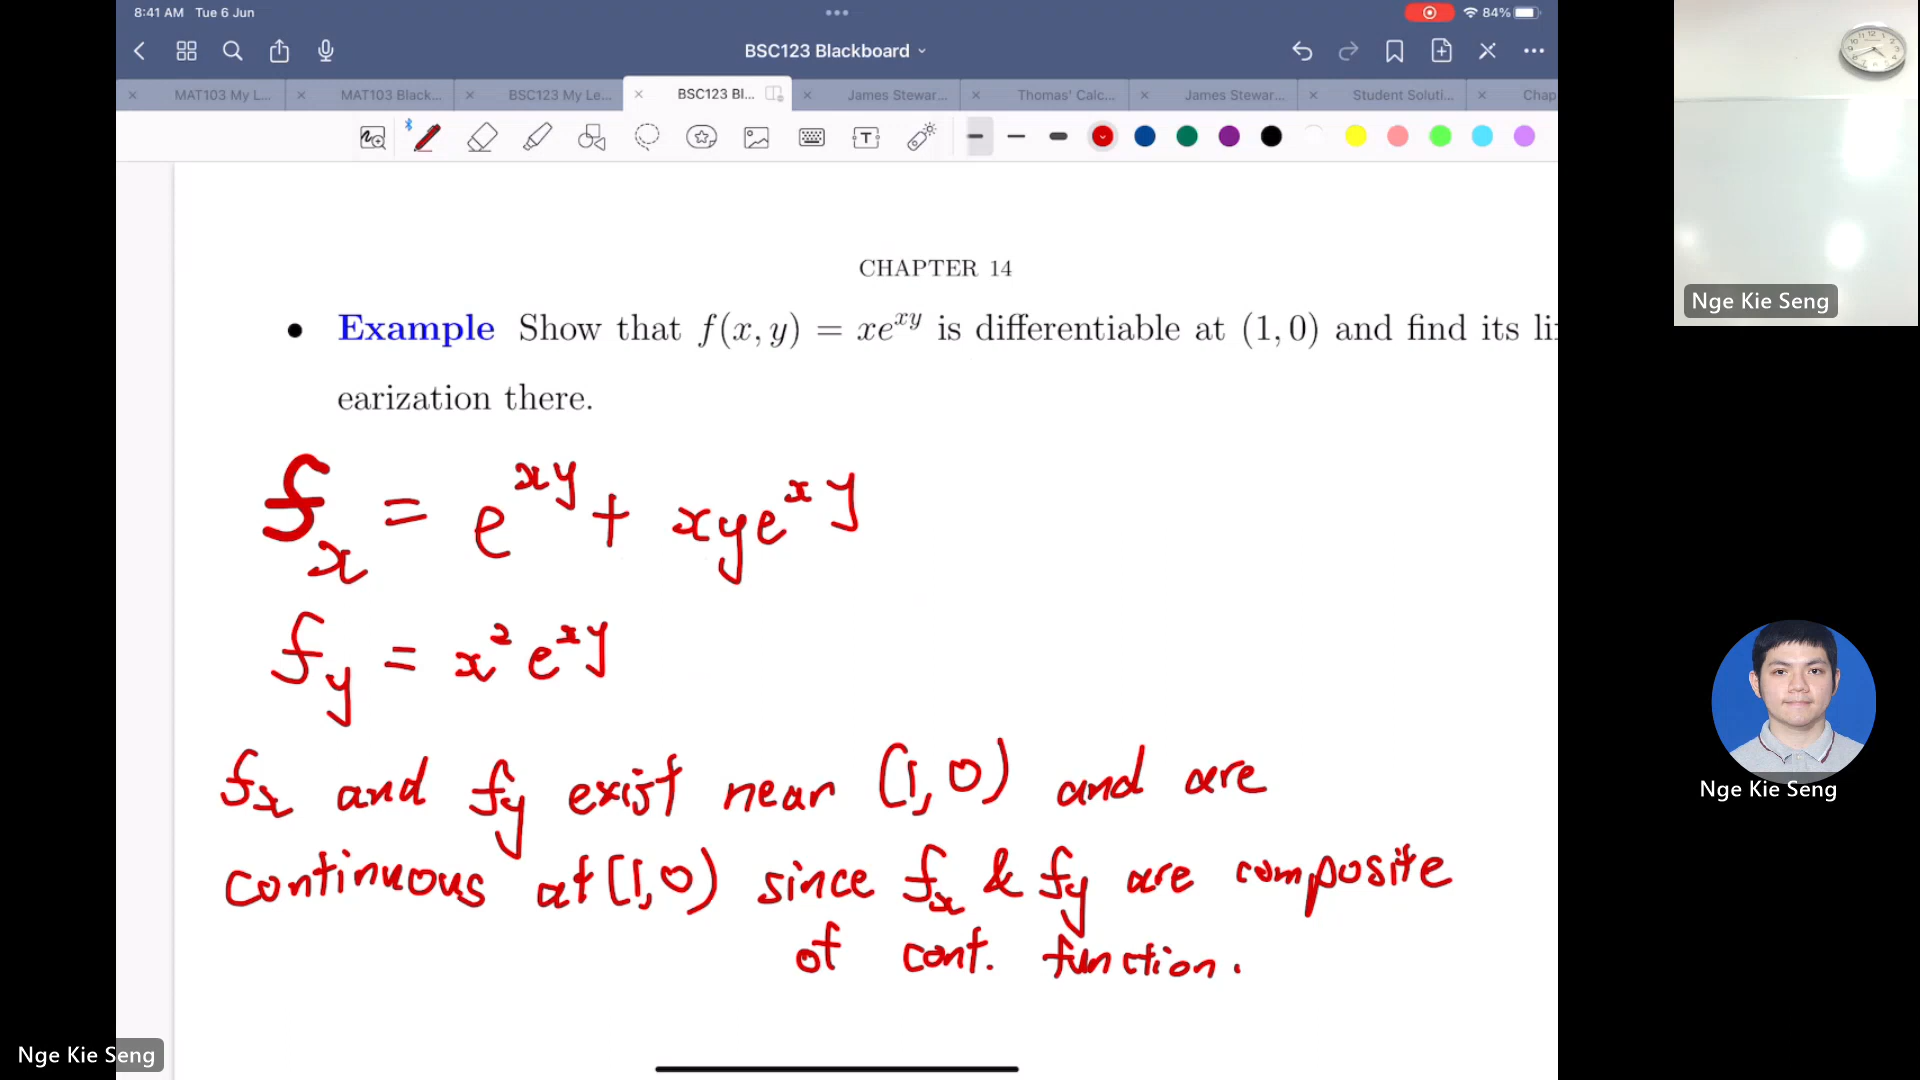 8:41 AM Tue 6 Jun
84%
BSC123 Blackboard
MAT103 My L...
MAT103 Black...
BSC123 My Le...
BSC123 Bl...
James Stewar...
Thomas' Calc...
James Stewar...
Student Soluti...
Chap
CHAPTER 14
• Example Show that f(x, y) = xe^{xy} is differentiable at (1, 0) and find its li
earization there.
f_x = e^{xy} + xye^{xy}
f_y = x^2 e^{xy}
f_x and f_y exist near (1, 0) and are
continuous at (1, 0) since f_x & f_y are composite
of cont. function.
Nge Kie Seng
Nge Kie Seng
Nge Kie Seng